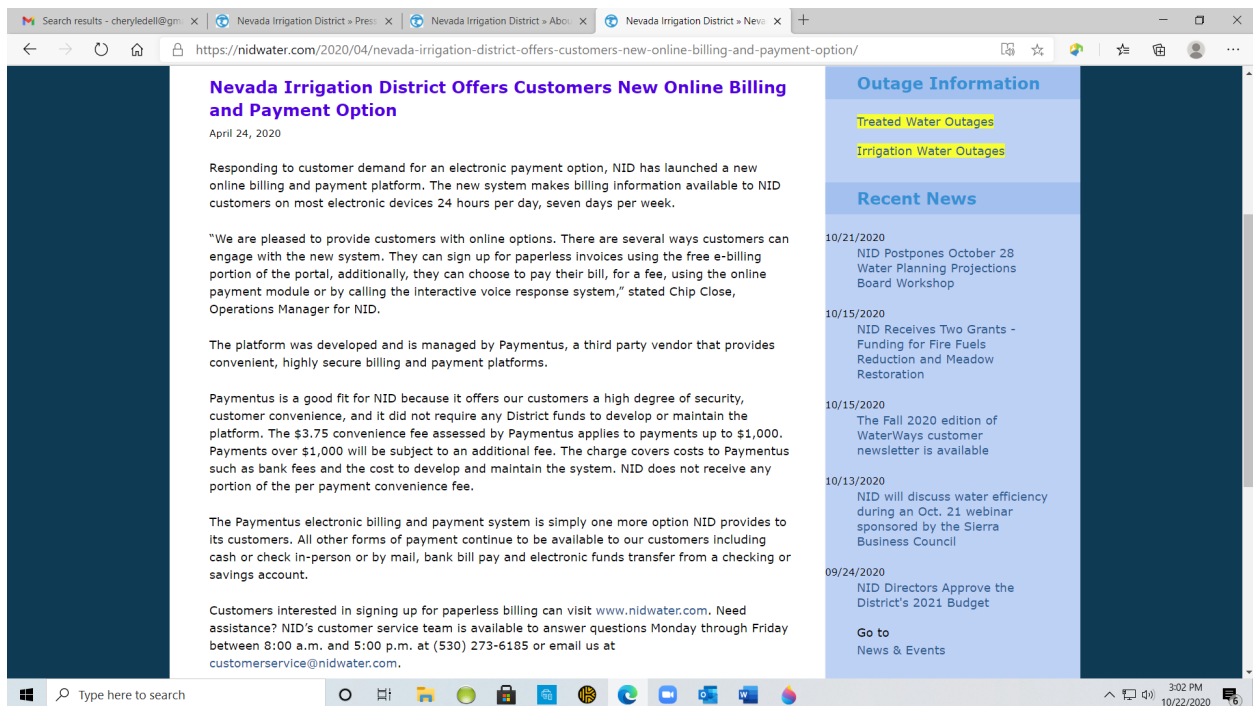 Search results - cheryledell@gm
Nevada Irrigation District » Press
Nevada Irrigation District » Abou
Nevada Irrigation District » Neva
https://nidwater.com/2020/04/nevada-irrigation-district-offers-customers-new-online-billing-and-payment-option/
Nevada Irrigation District Offers Customers New Online Billing
and Payment Option
April 24, 2020
Responding to customer demand for an electronic payment option, NID has launched a new
online billing and payment platform. The new system makes billing information available to NID
customers on most electronic devices 24 hours per day, seven days per week.
“We are pleased to provide customers with online options. There are several ways customers can
engage with the new system. They can sign up for paperless invoices using the free e-billing
portion of the portal, additionally, they can choose to pay their bill, for a fee, using the online
payment module or by calling the interactive voice response system,” stated Chip Close,
Operations Manager for NID.
The platform was developed and is managed by Paymentus, a third party vendor that provides
convenient, highly secure billing and payment platforms.
Paymentus is a good fit for NID because it offers our customers a high degree of security,
customer convenience, and it did not require any District funds to develop or maintain the
platform. The $3.75 convenience fee assessed by Paymentus applies to payments up to $1,000.
Payments over $1,000 will be subject to an additional fee. The charge covers costs to Paymentus
such as bank fees and the cost to develop and maintain the system. NID does not receive any
portion of the per payment convenience fee.
The Paymentus electronic billing and payment system is simply one more option NID provides to
its customers. All other forms of payment continue to be available to our customers including
cash or check in-person or by mail, bank bill pay and electronic funds transfer from a checking or
savings account.
Customers interested in signing up for paperless billing can visit www.nidwater.com. Need
assistance? NID’s customer service team is available to answer questions Monday through Friday
between 8:00 a.m. and 5:00 p.m. at (530) 273-6185 or email us at
customerservice@nidwater.com.
Outage Information
Treated Water Outages
Irrigation Water Outages
Recent News
10/21/2020
NID Postpones October 28
Water Planning Projections
Board Workshop
10/15/2020
NID Receives Two Grants -
Funding for Fire Fuels
Reduction and Meadow
Restoration
10/15/2020
The Fall 2020 edition of
WaterWays customer
newsletter is available
10/13/2020
NID will discuss water efficiency
during an Oct. 21 webinar
sponsored by the Sierra
Business Council
09/24/2020
NID Directors Approve the
District's 2021 Budget
Go to
News & Events
Type here to search
3:02 PM
10/22/2020
6